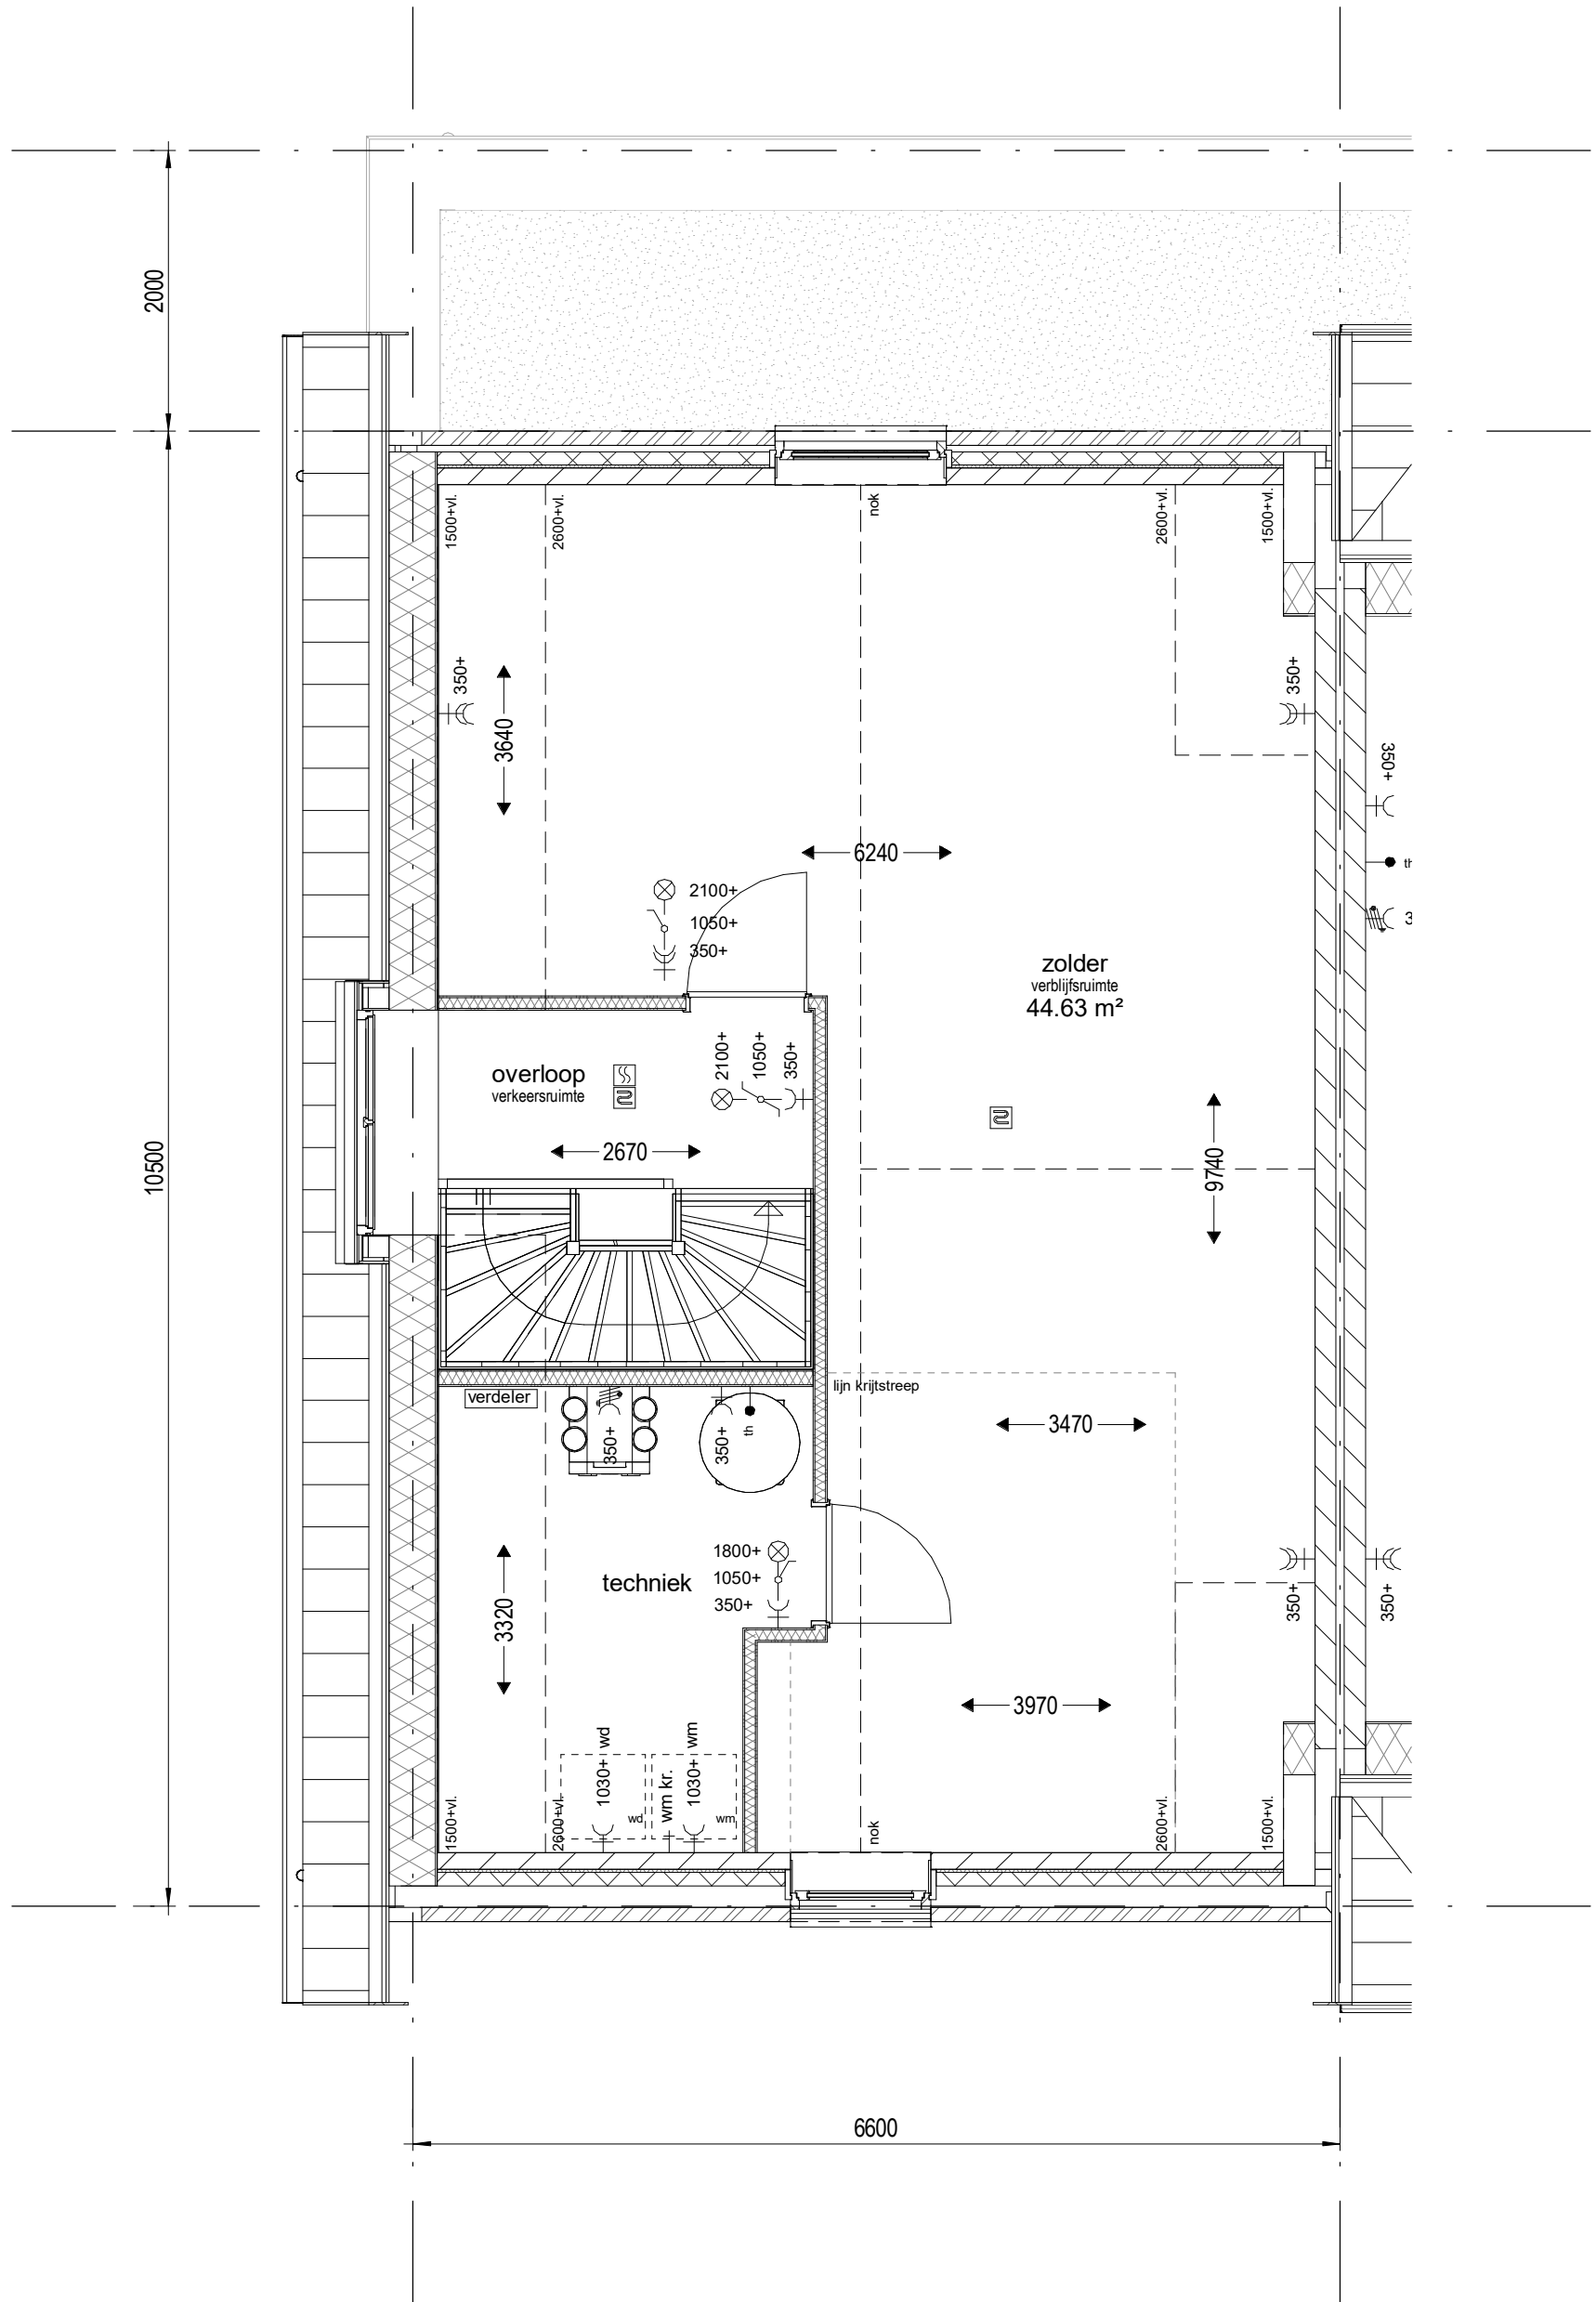 2000
1500+vl.
2600+vl.
nok
2600+vl.
1500+vl.
350+
3640
350+
350+
6240
th
2100+
1050+
350+
3
zolder
verblijfsruimte
44.63 m²
2100+
1050+
350+
overloop
verkeersruimte
2670
10500
9740
lijn krijtstreep
verdeler
350+
350+
th
3470
1800+
1050+
350+
techniek
3320
350+
350+
3970
1030+ wd
wm kr.
1030+ wm
wd
wm
1500+vl.
2600+vl.
nok
2600+vl.
1500+vl.
6600